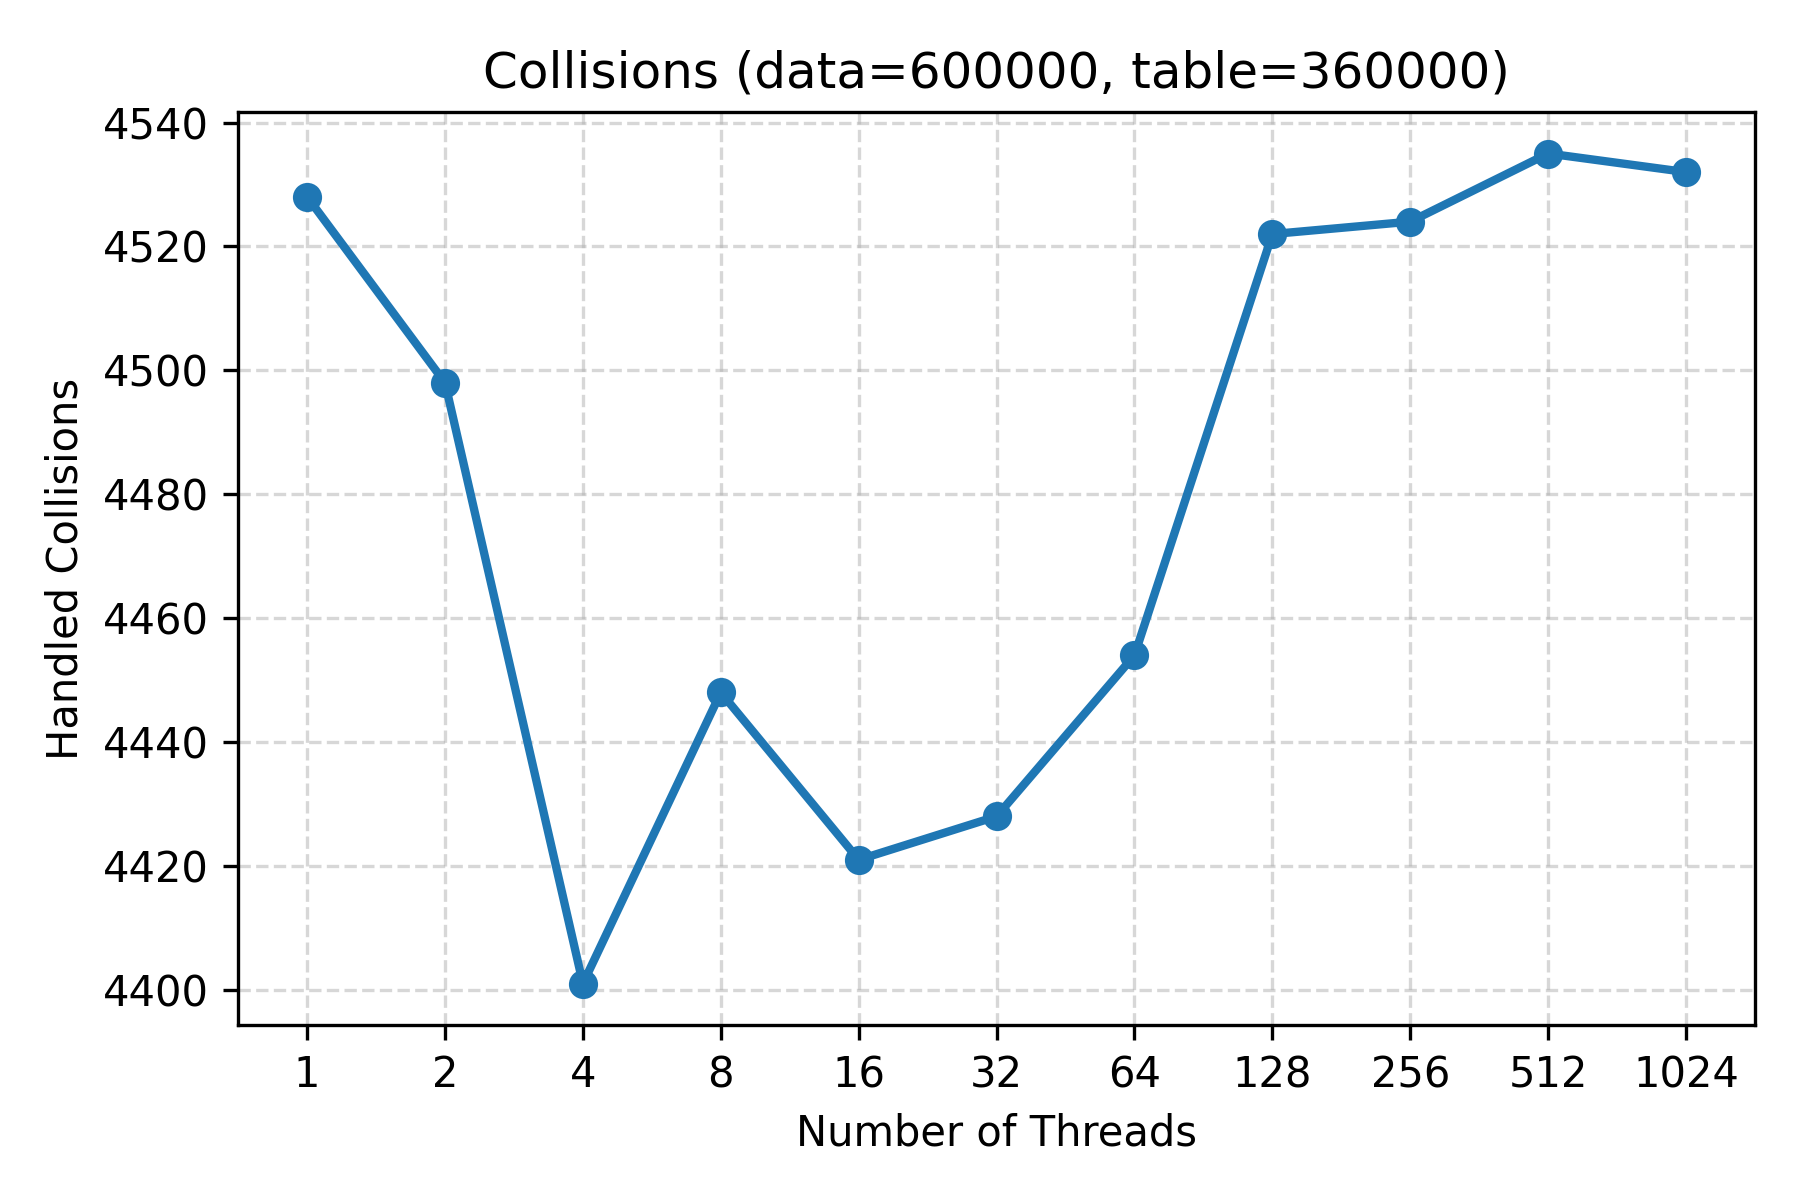 Collisions (data=600000, table=360000)
4540
4520
4500
4480
4460
4440
4420
4400
Handled Collisions
1 2 4 8 16 32 64 128 256 512 1024
Number of Threads